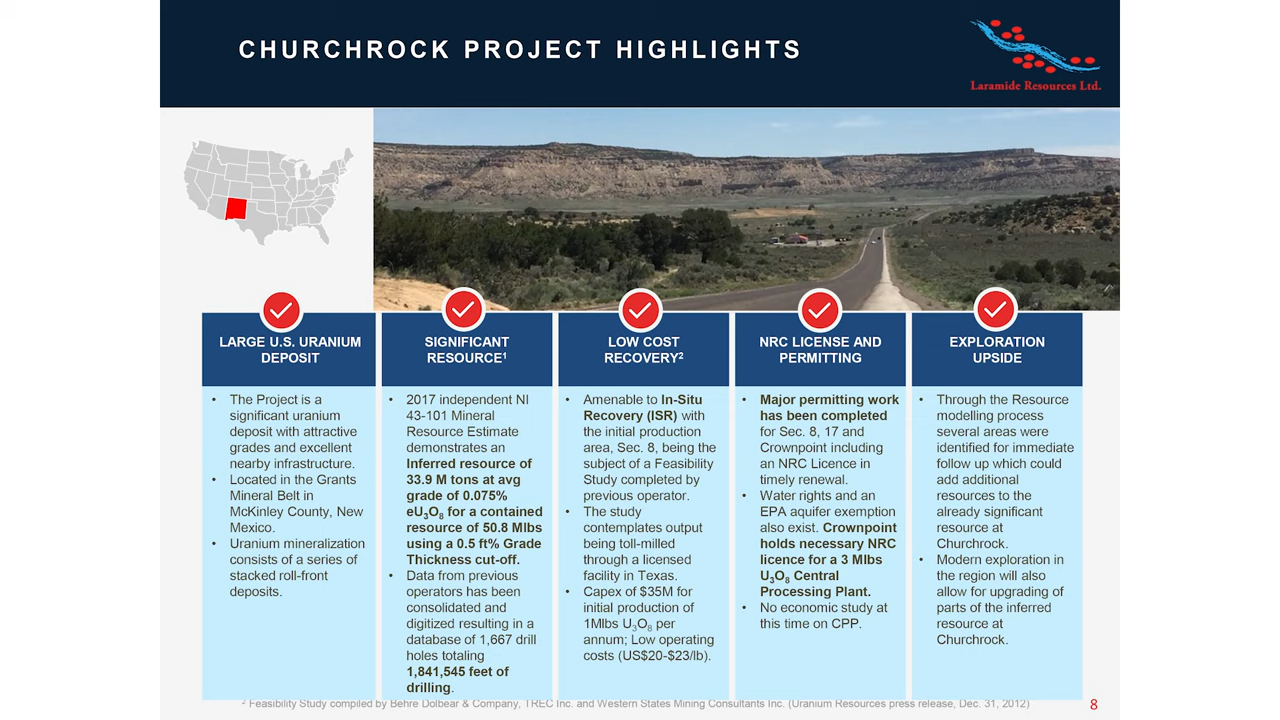 CHURCHROCK PROJECT HIGHLIGHTS
Laramide Resources Ltd.
LARGE U.S. URANIUM
DEPOSIT
• The Project is a
significant uranium
deposit with attractive
grades and excellent
nearby infrastructure.
• Located in the Grants
Mineral Belt in
McKinley County, New
Mexico.
• Uranium mineralization
consists of a series of
stacked roll-front
deposits.
SIGNIFICANT
RESOURCE¹
• 2017 independent NI
43-101 Mineral
Resource Estimate
demonstrates an
Inferred resource of
33.9 M tons at avg
grade of 0.075%
eU₃O₈ for a contained
resource of 50.8 Mlbs
using a 0.5 ft% Grade
Thickness cut-off.
• Data from previous
operators has been
consolidated and
digitized resulting in a
database of 1,667 drill
holes totaling
1,841,545 feet of
drilling.
LOW COST
RECOVERY²
• Amenable to In-Situ
Recovery (ISR) with
the initial production
area, Sec. 8, being the
subject of a Feasibility
Study completed by
previous operator.
• The study
contemplates output
being toll-milled
through a licensed
facility in Texas.
• Capex of $35M for
initial production of
1Mlbs U₃O₈ per
annum; Low operating
costs (US$20-$23/lb).
NRC LICENSE AND
PERMITTING
• Major permitting work
has been completed
for Sec. 8, 17 and
Crownpoint including
an NRC Licence in
timely renewal.
• Water rights and an
EPA aquifer exemption
also exist. Crownpoint
holds necessary NRC
licence for a 3 Mlbs
U₃O₈ Central
Processing Plant.
• No economic study at
this time on CPP.
EXPLORATION
UPSIDE
• Through the Resource
modelling process
several areas were
identified for immediate
follow up which could
add additional
resources to the
already significant
resource at
Churchrock.
• Modern exploration in
the region will also
allow for upgrading of
parts of the inferred
resource at
Churchrock.
² Feasibility Study compiled by Behre Dolbear & Company, TREC Inc. and Western States Mining Consultants Inc. (Uranium Resources press release, Dec. 31, 2012)
8